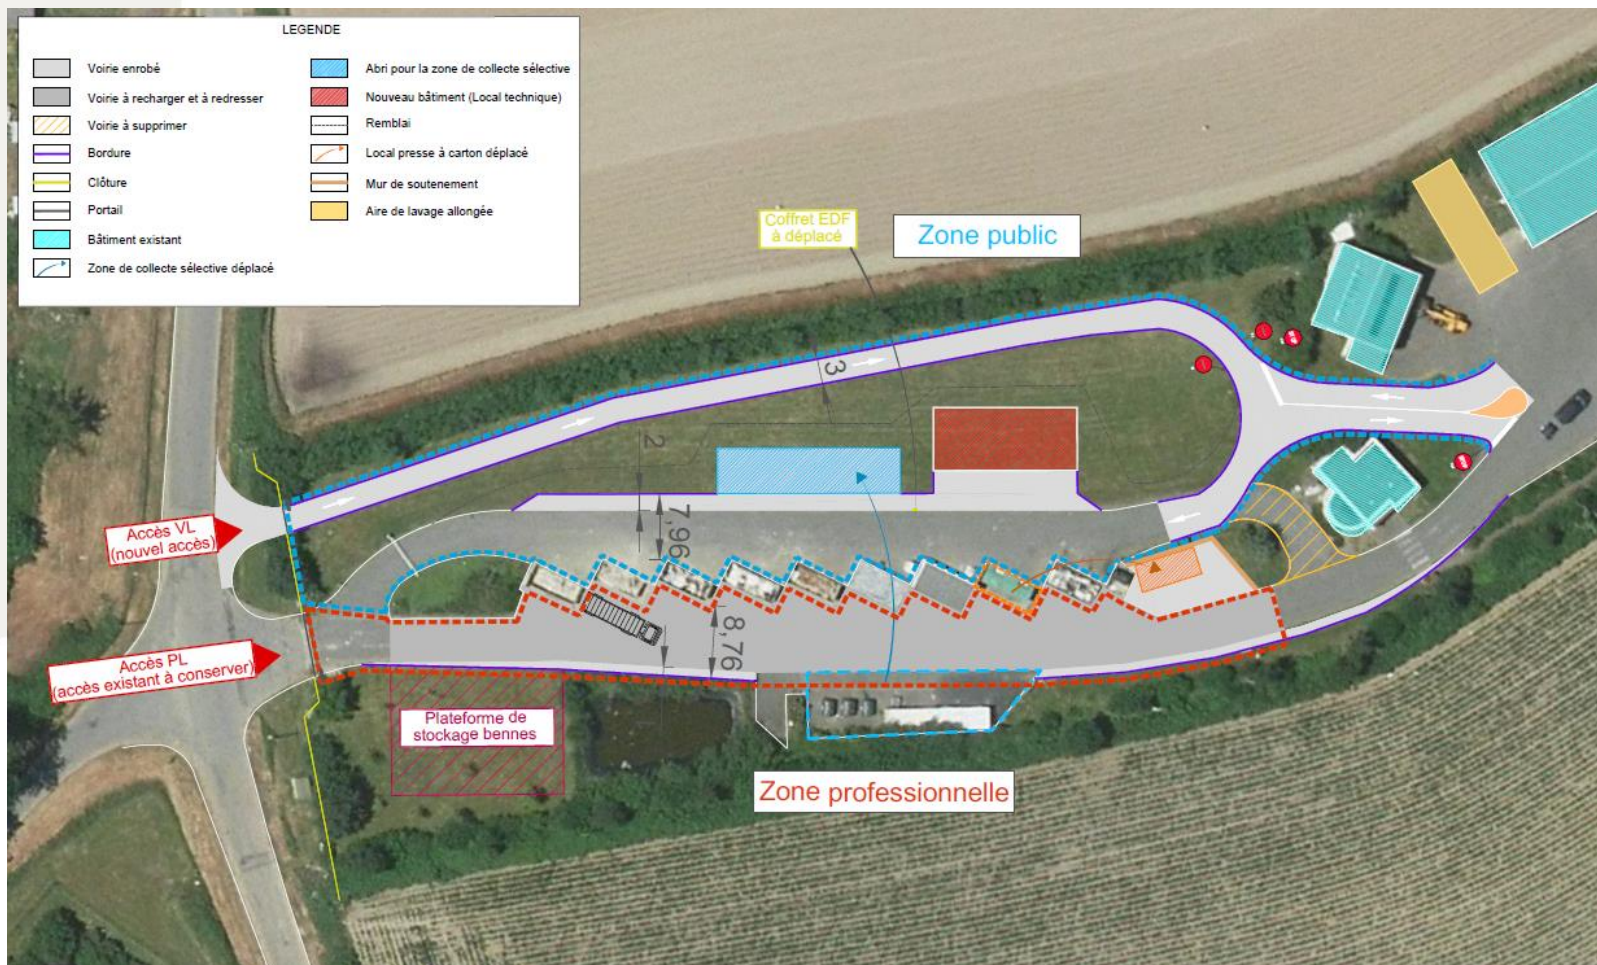 LEGENDE
Voirie enrobé
Voirie à recharger et à redresser
Voirie à supprimer
Bordure
Clôture
Portail
Bâtiment existant
Zone de collecte sélective déplacé
Abri pour la zone de collecte sélective
Nouveau bâtiment (Local technique)
Remblai
Local presse à carton déplacé
Mur de soutenement
Aire de lavage allongée
Coffret EDF
à déplacé
Zone public
3
2
7,96
Accès VL
(nouvel accès)
8,76
Accès PL
(accès existant à conserver)
Plateforme de
stockage bennes
Zone professionnelle